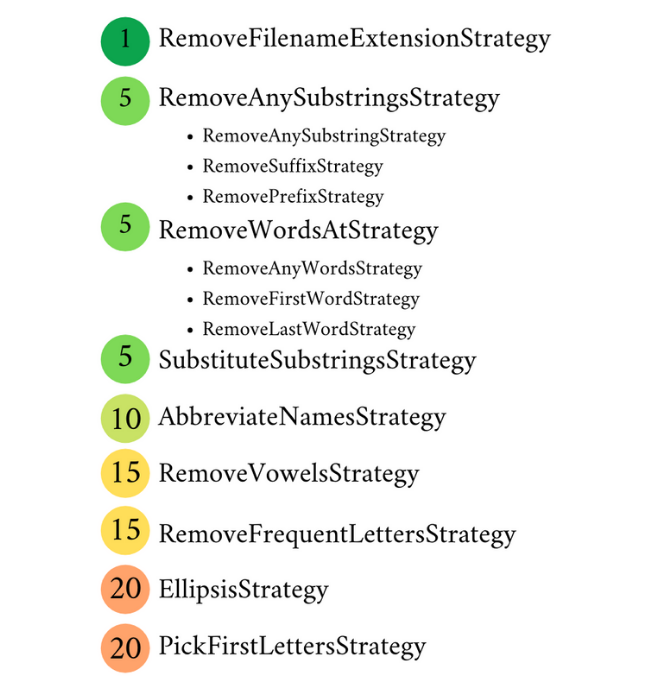 1 RemoveFilenameExtensionStrategy
5 RemoveAnySubstringsStrategy
• RemoveAnySubstringStrategy
• RemoveSuffixStrategy
• RemovePrefixStrategy
5 RemoveWordsAtStrategy
• RemoveAnyWordsStrategy
• RemoveFirstWordStrategy
• RemoveLastWordStrategy
5 SubstituteSubstringsStrategy
10 AbbreviateNamesStrategy
15 RemoveVowelsStrategy
15 RemoveFrequentLettersStrategy
20 EllipsisStrategy
20 PickFirstLettersStrategy